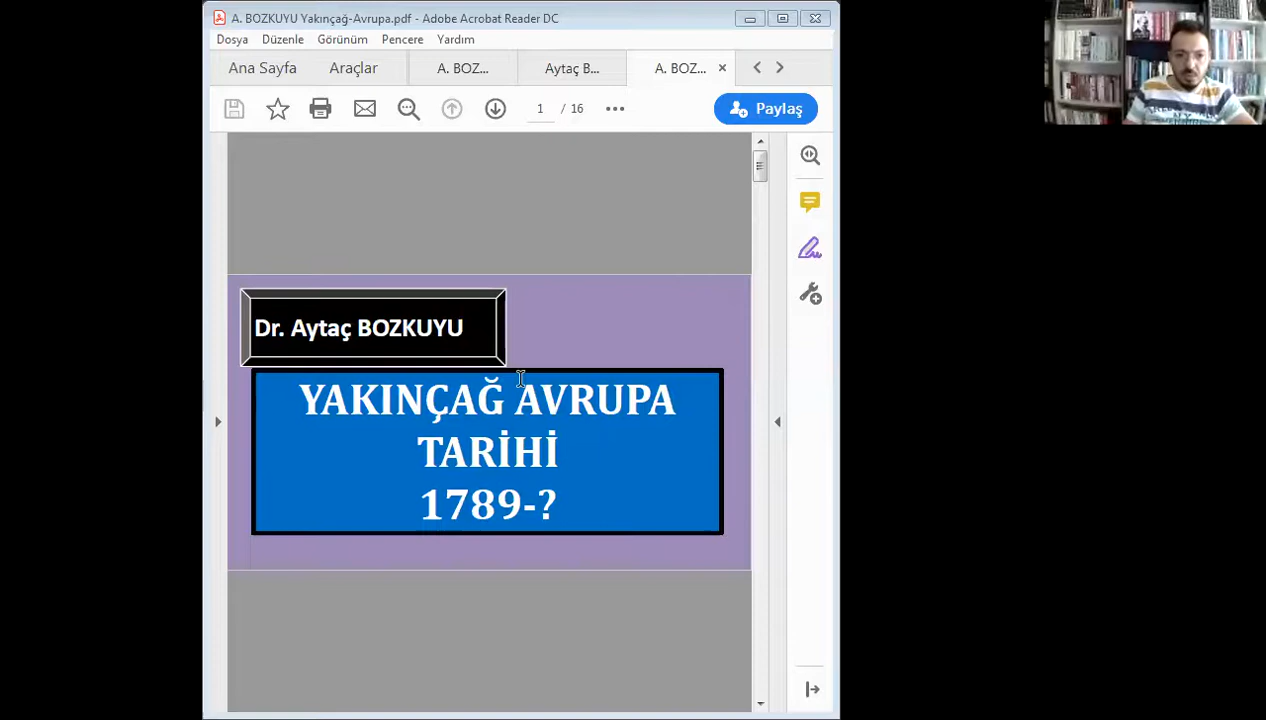 A. BOZKUYU Yakınçağ-Avrupa.pdf - Adobe Acrobat Reader DC
Dosya Düzenle Görünüm Pencere Yardım
Ana Sayfa Araçlar A. BOZ... Aytaç B... A. BOZ...
1 / 16 Paylaş
Dr. Aytaç BOZKUYU
YAKINÇAĞ AVRUPA
TARİHİ
1789-?